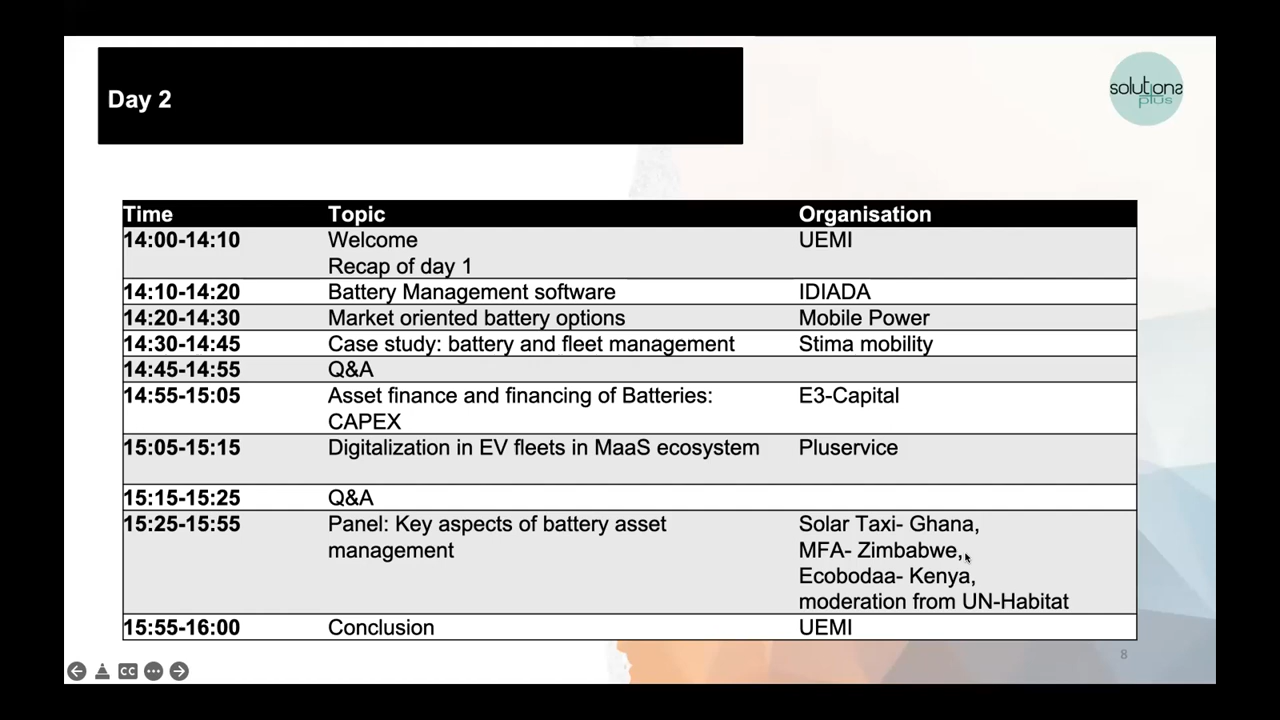 Day 2
solutions
plus
Time Topic Organisation
14:00-14:10 Welcome UEMI
Recap of day 1
14:10-14:20 Battery Management software IDIADA
14:20-14:30 Market oriented battery options Mobile Power
14:30-14:45 Case study: battery and fleet management Stima mobility
14:45-14:55 Q&A
14:55-15:05 Asset finance and financing of Batteries: E3-Capital
CAPEX
15:05-15:15 Digitalization in EV fleets in MaaS ecosystem Pluservice
15:15-15:25 Q&A
15:25-15:55 Panel: Key aspects of battery asset Solar Taxi- Ghana,
management MFA- Zimbabwe,
Ecobodaa- Kenya,
moderation from UN-Habitat
15:55-16:00 Conclusion UEMI
8
CC